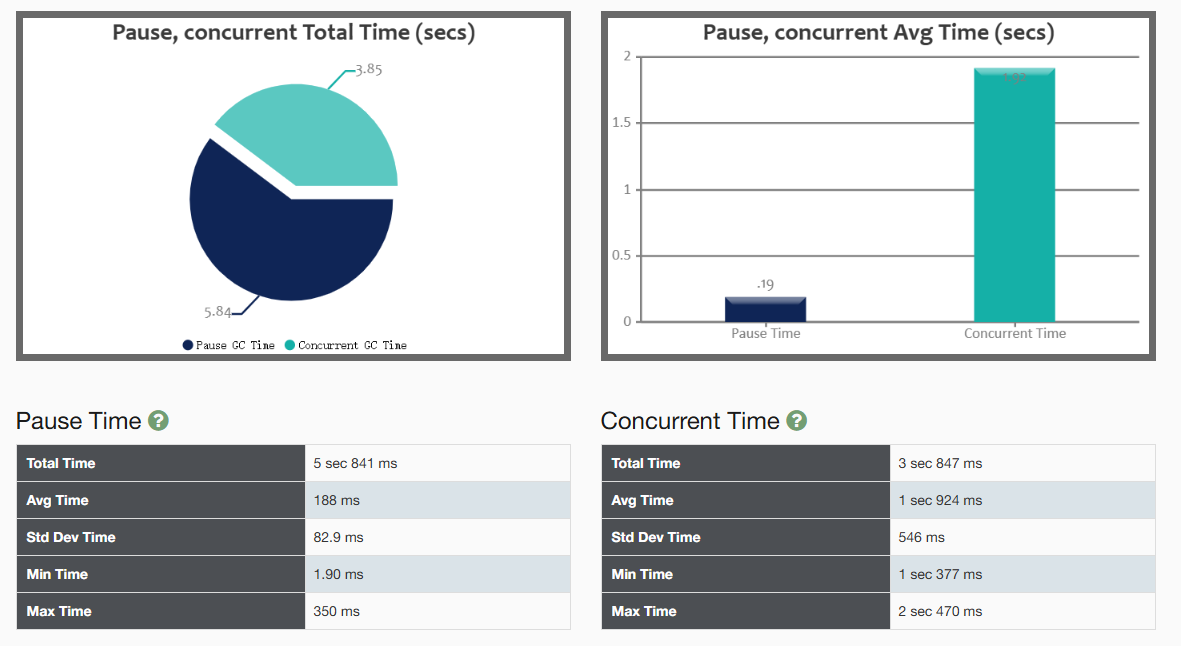 Pause, concurrent Total Time (secs)
3.85
5.84
Pause GC Time Concurrent GC Time
Pause, concurrent Avg Time (secs)
2
1.5
1
0.5
0
1.92
.19
Pause Time Concurrent Time
Pause Time ?
Total Time 5 sec 841 ms
Avg Time 188 ms
Std Dev Time 82.9 ms
Min Time 1.90 ms
Max Time 350 ms
Concurrent Time ?
Total Time 3 sec 847 ms
Avg Time 1 sec 924 ms
Std Dev Time 546 ms
Min Time 1 sec 377 ms
Max Time 2 sec 470 ms